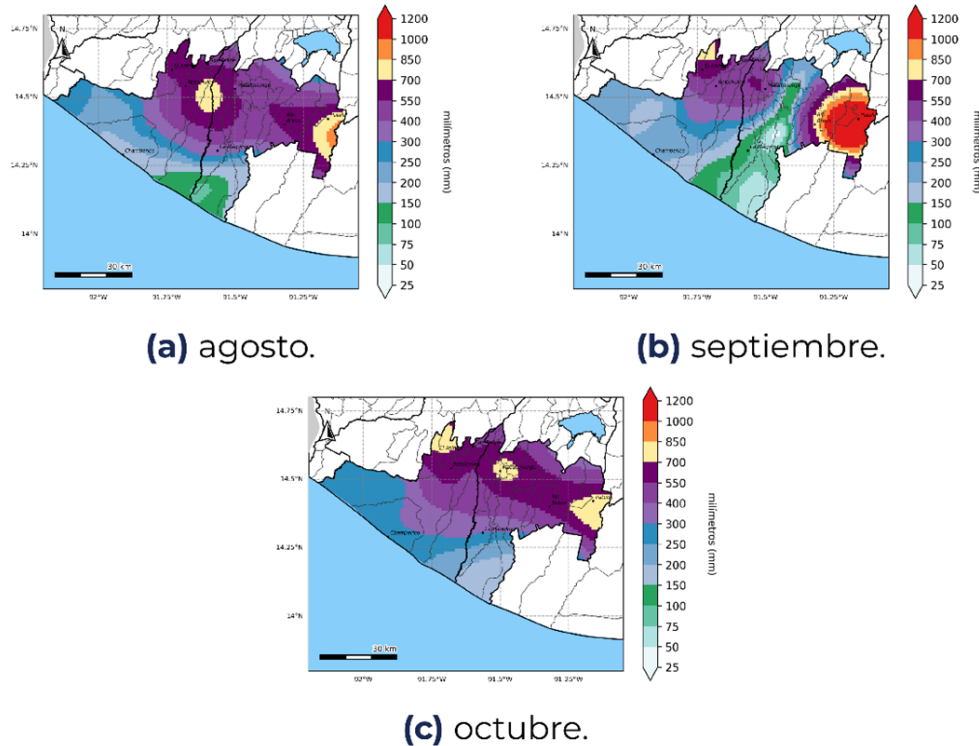 14.75°N
14.5°N
14.25°N
14°N
N
Champerico
30 km
92°W
91.75°W
91.5°W
91.25°W
1200
1000
850
700
550
400
300
250
200
150
100
75
50
25
milímetros (mm)
(a) agosto.
14.75°N
14.5°N
14.25°N
14°N
N
Champerico
30 km
92°W
91.75°W
91.5°W
91.25°W
1200
1000
850
700
550
400
300
250
200
150
100
75
50
25
milímetros (mm)
(b) septiembre.
14.75°N
14.5°N
14.25°N
14°N
N
Champerico
30 km
92°W
91.75°W
91.5°W
91.25°W
1200
1000
850
700
550
400
300
250
200
150
100
75
50
25
milímetros (mm)
(c) octubre.